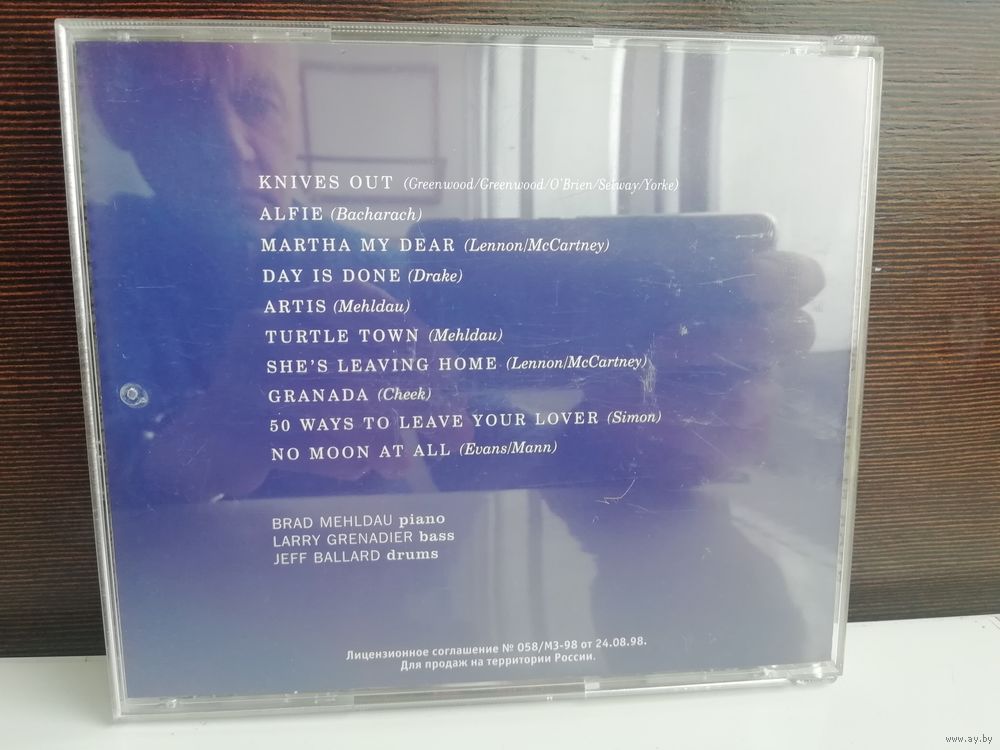 KNIVES OUT (Greenwood/Greenwood/O'Brien/Selway/Yorke)
ALFIE (Bacharach)
MARTHA MY DEAR (Lennon/McCartney)
DAY IS DONE (Drake)
ARTIS (Mehldau)
TURTLE TOWN (Mehldau)
SHE'S LEAVING HOME (Lennon/McCartney)
GRANADA (Cheek)
50 WAYS TO LEAVE YOUR LOVER (Simon)
NO MOON AT ALL (Evans/Mann)
BRAD MEHLDAU piano
LARRY GRENADIER bass
JEFF BALLARD drums
Лицензионное соглашение № 058/МЗ-98 от 24.08.98.
Для продаж на территории России.
www.ay.by